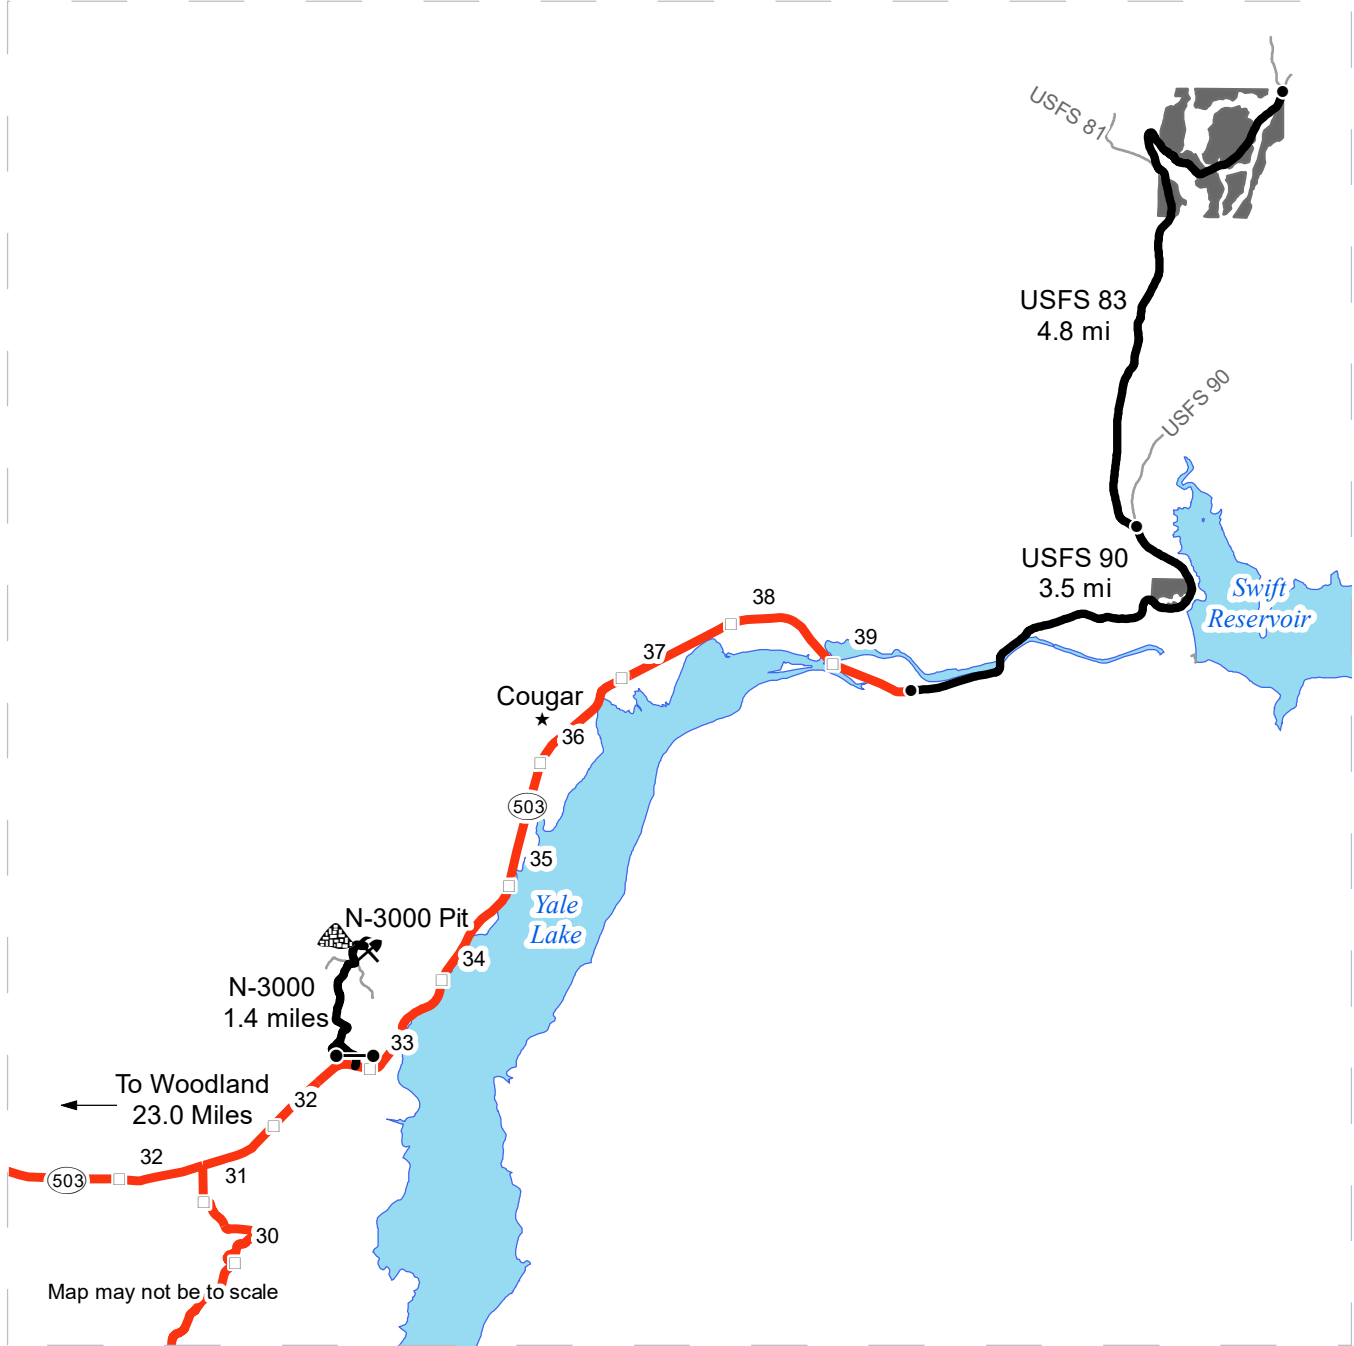 USFS 81
USFS 83
4.8 mi
USFS 90
USFS 90
3.5 mi
Swift
Reservoir
38
39
37
Cougar
36
503
35
Yale
Lake
N-3000 Pit
34
N-3000
1.4 miles
33
To Woodland
23.0 Miles
32
32
31
503
30
Map may not be to scale